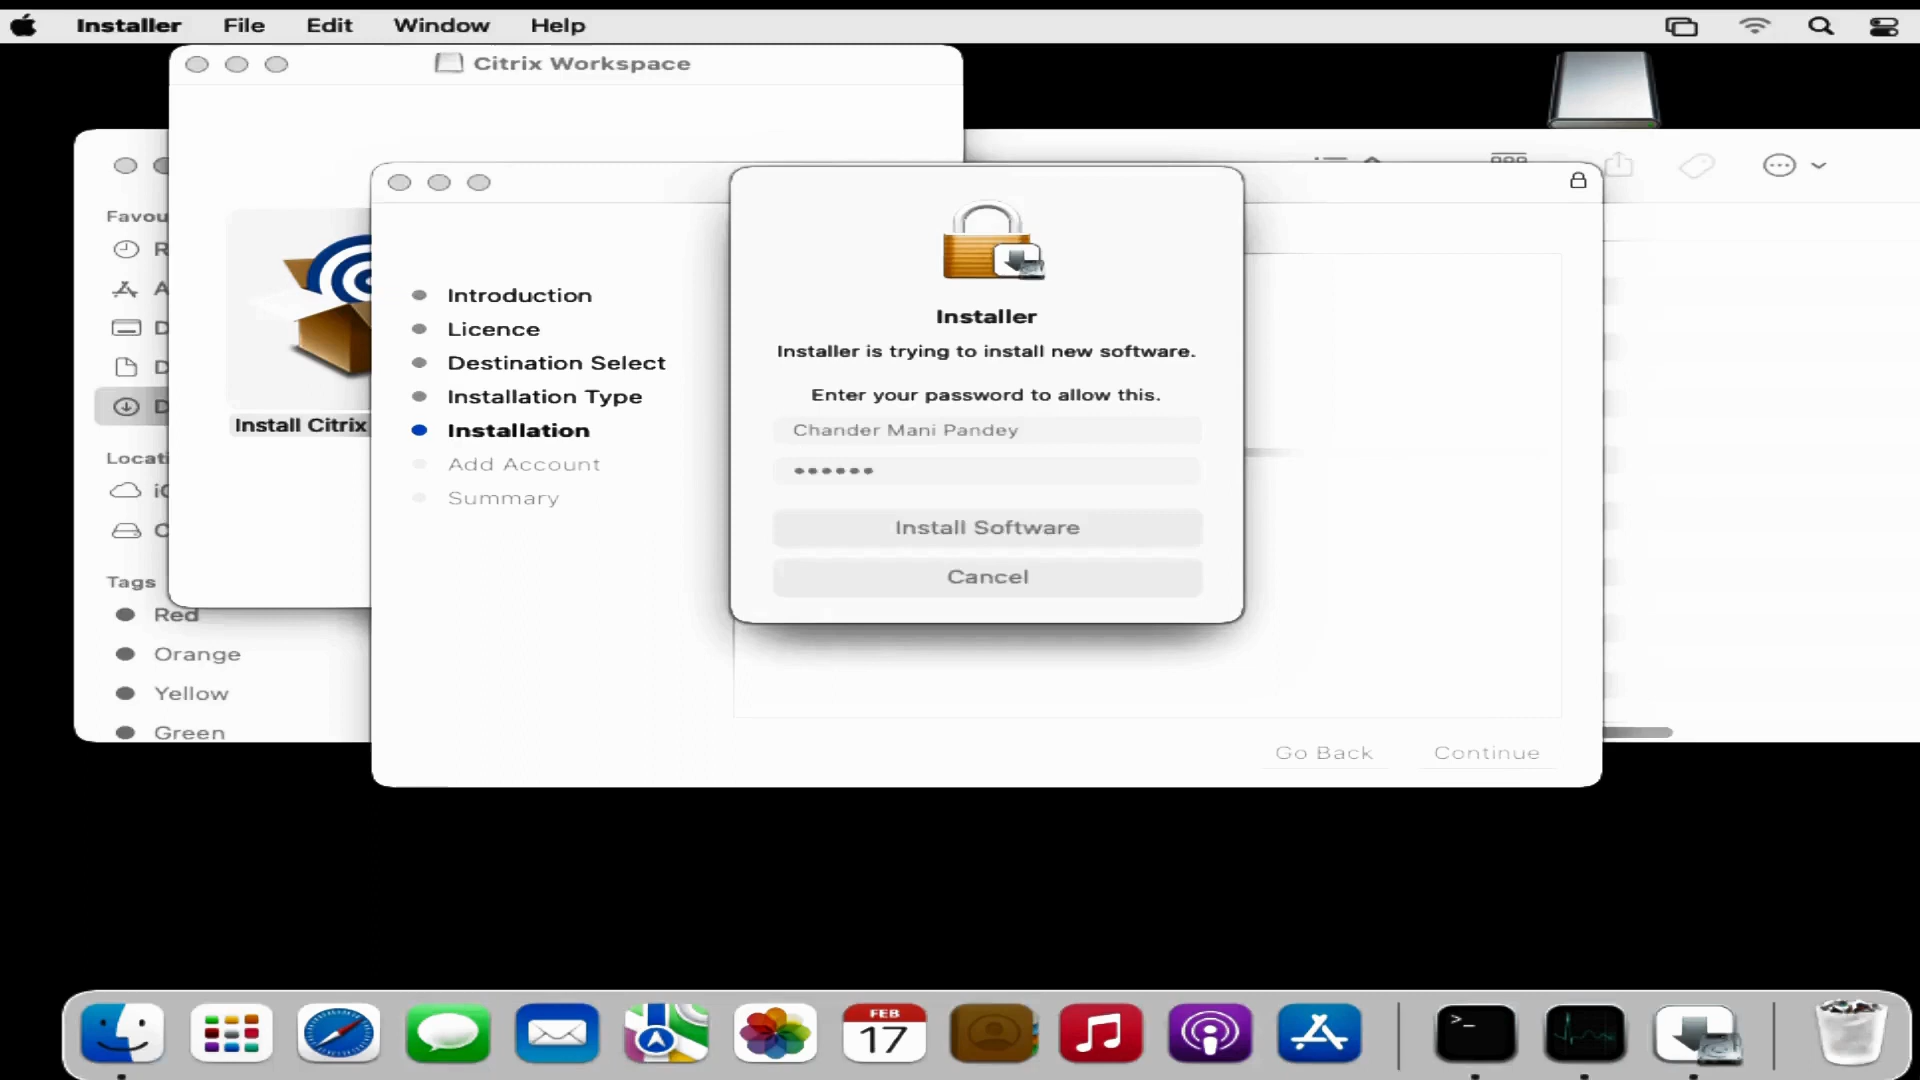 Installer File Edit Window Help
Citrix Workspace
Favou
R
A
D
D
D
Locati
iC
C
Tags
Red
Orange
Yellow
Green
Install Citrix
Introduction
Licence
Destination Select
Installation Type
Installation
Add Account
Summary
Installer
Installer is trying to install new software.
Enter your password to allow this.
Chander Mani Pandey
••••••
Install Software
Cancel
Go Back Continue
FEB
17
>_